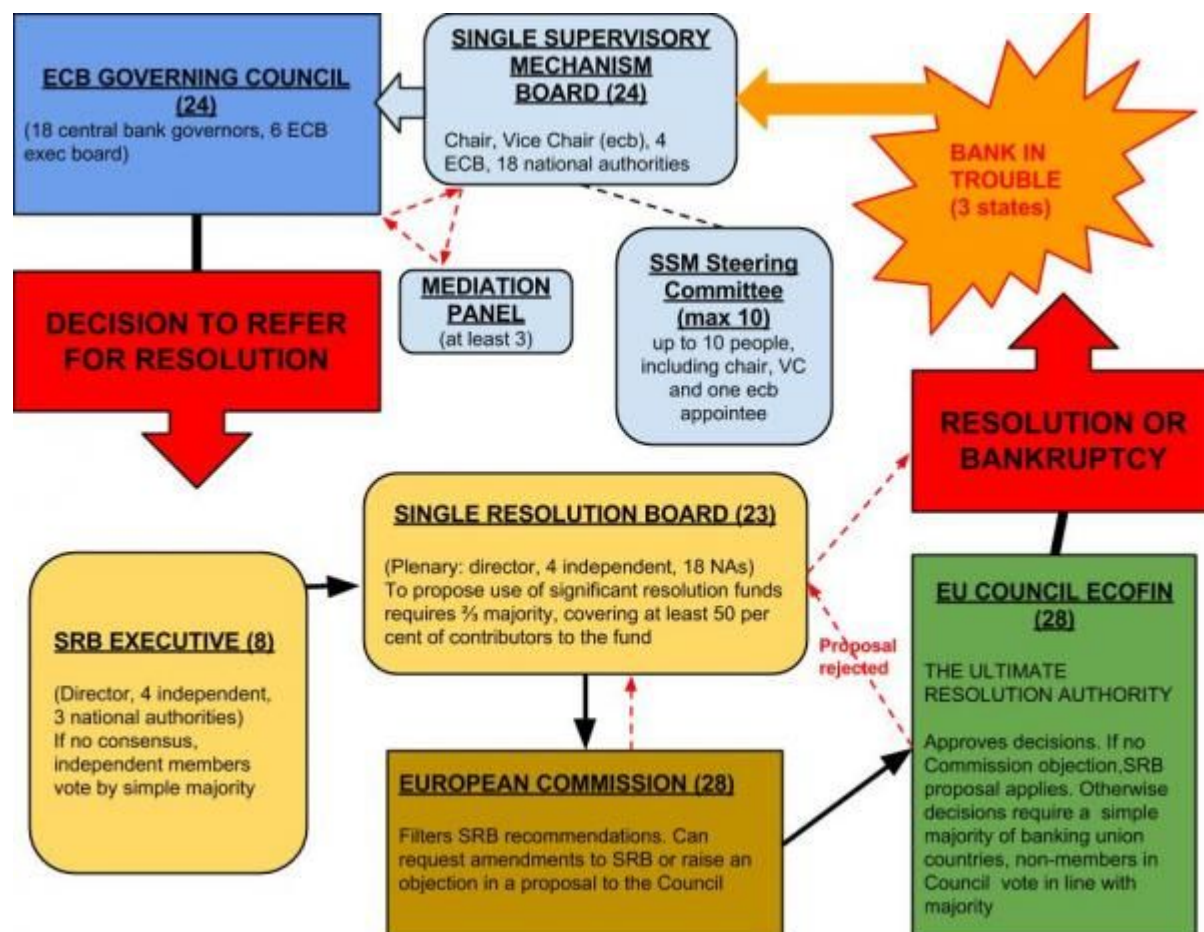 ECB GOVERNING COUNCIL
(24)
(18 central bank governors, 6 ECB
exec board)
SINGLE SUPERVISORY
MECHANISM
BOARD (24)
Chair, Vice Chair (ecb), 4
ECB, 18 national authorities
BANK IN
TROUBLE
(3 states)
MEDIATION
PANEL
(at least 3)
SSM Steering
Committee
(max 10)
up to 10 people,
including chair, VC
and one ecb
appointee
DECISION TO REFER
FOR RESOLUTION
RESOLUTION OR
BANKRUPTCY
SINGLE RESOLUTION BOARD (23)
(Plenary: director, 4 independent, 18 NAs)
To propose use of significant resolution funds
requires ⅔ majority, covering at least 50 per
cent of contributors to the fund
SRB EXECUTIVE (8)
(Director, 4 independent,
3 national authorities)
If no consensus,
independent members
vote by simple majority
Proposal
rejected
EU COUNCIL ECOFIN
(28)
THE ULTIMATE
RESOLUTION AUTHORITY
Approves decisions. If no
Commission objection,SRB
proposal applies. Otherwise
decisions require a simple
majority of banking union
countries, non-members in
Council vote in line with
majority
EUROPEAN COMMISSION (28)
Filters SRB recommendations. Can
request amendments to SRB or raise an
objection in a proposal to the Council